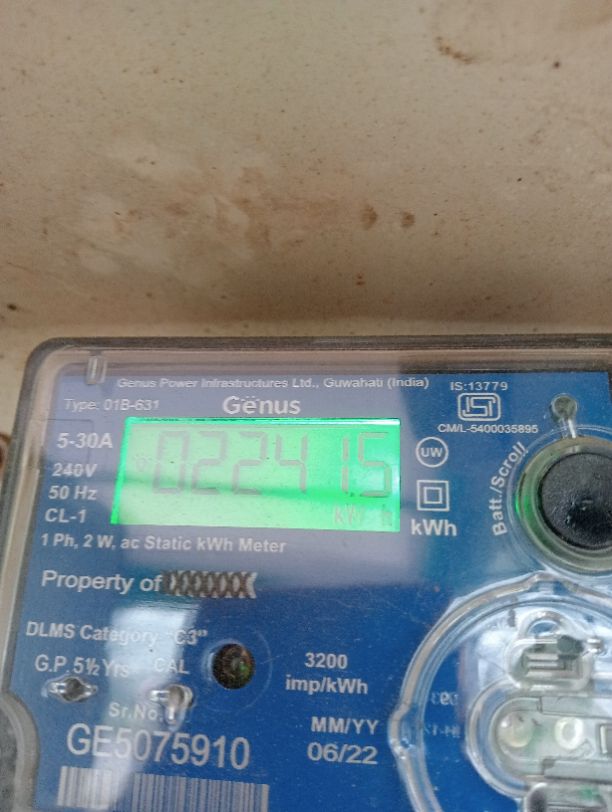 Genus Power Infrastructures Ltd., Guwahati (India)
IS:13779
Type: 01B-631
Genus
CM/L-5400035895
5-30A
240V
50 Hz
CL-1
02241.5
kWh
UW
kWh
Batt./Scroll
1 Ph, 2 W, ac Static kWh Meter
Property of
DLMS Category "C3"
G.P. 5½ Yrs
CAL
3200
imp/kWh
Sr.No.
GE5075910
MM/YY
06/22